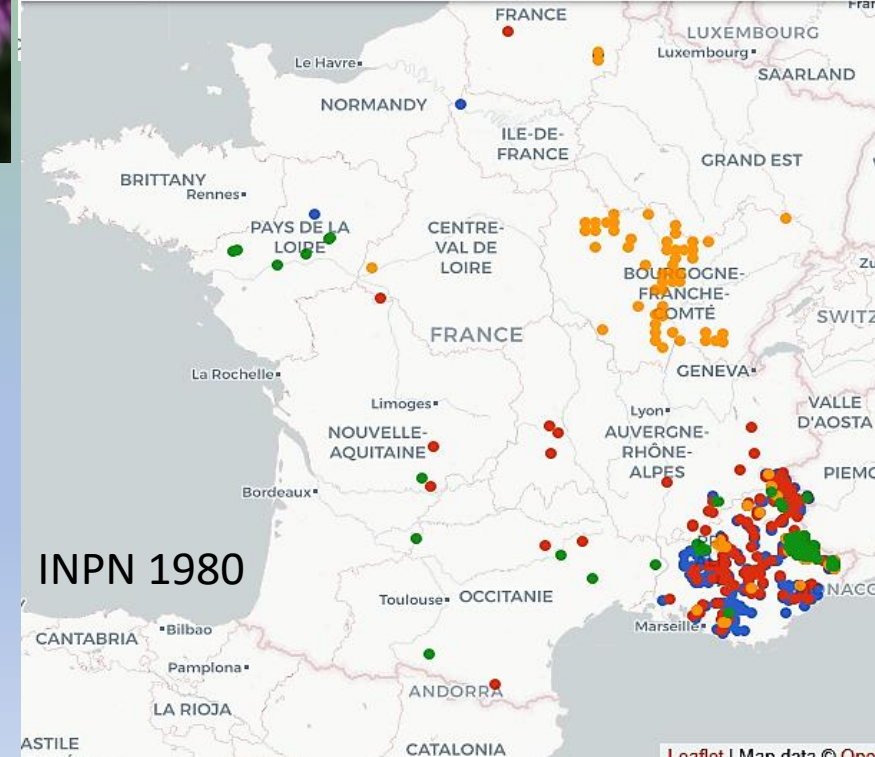 FRANCE
LUXEMBOURG
Luxembourg
Le Havre
SAARLAND
NORMANDY
ILE-DE-
FRANCE
GRAND EST
BRITTANY
Rennes
PAYS DE LA
LOIRE
CENTRE-
VAL DE
LOIRE
BOURGOGNE-
FRANCHE-
COMTÉ
SWITZ
FRANCE
GENEVA
La Rochelle
VALLE
D'AOSTA
Limoges
Lyon
NOUVELLE-
AQUITAINE
AUVERGNE-
RHÔNE-
ALPES
PIEMO
Bordeaux
INPN 1980
Toulouse
OCCITANIE
Marseille
CANTABRIA
Bilbao
Pamplona
LA RIOJA
ANDORRA
CATALONIA
Leaflet | Map data © Ope